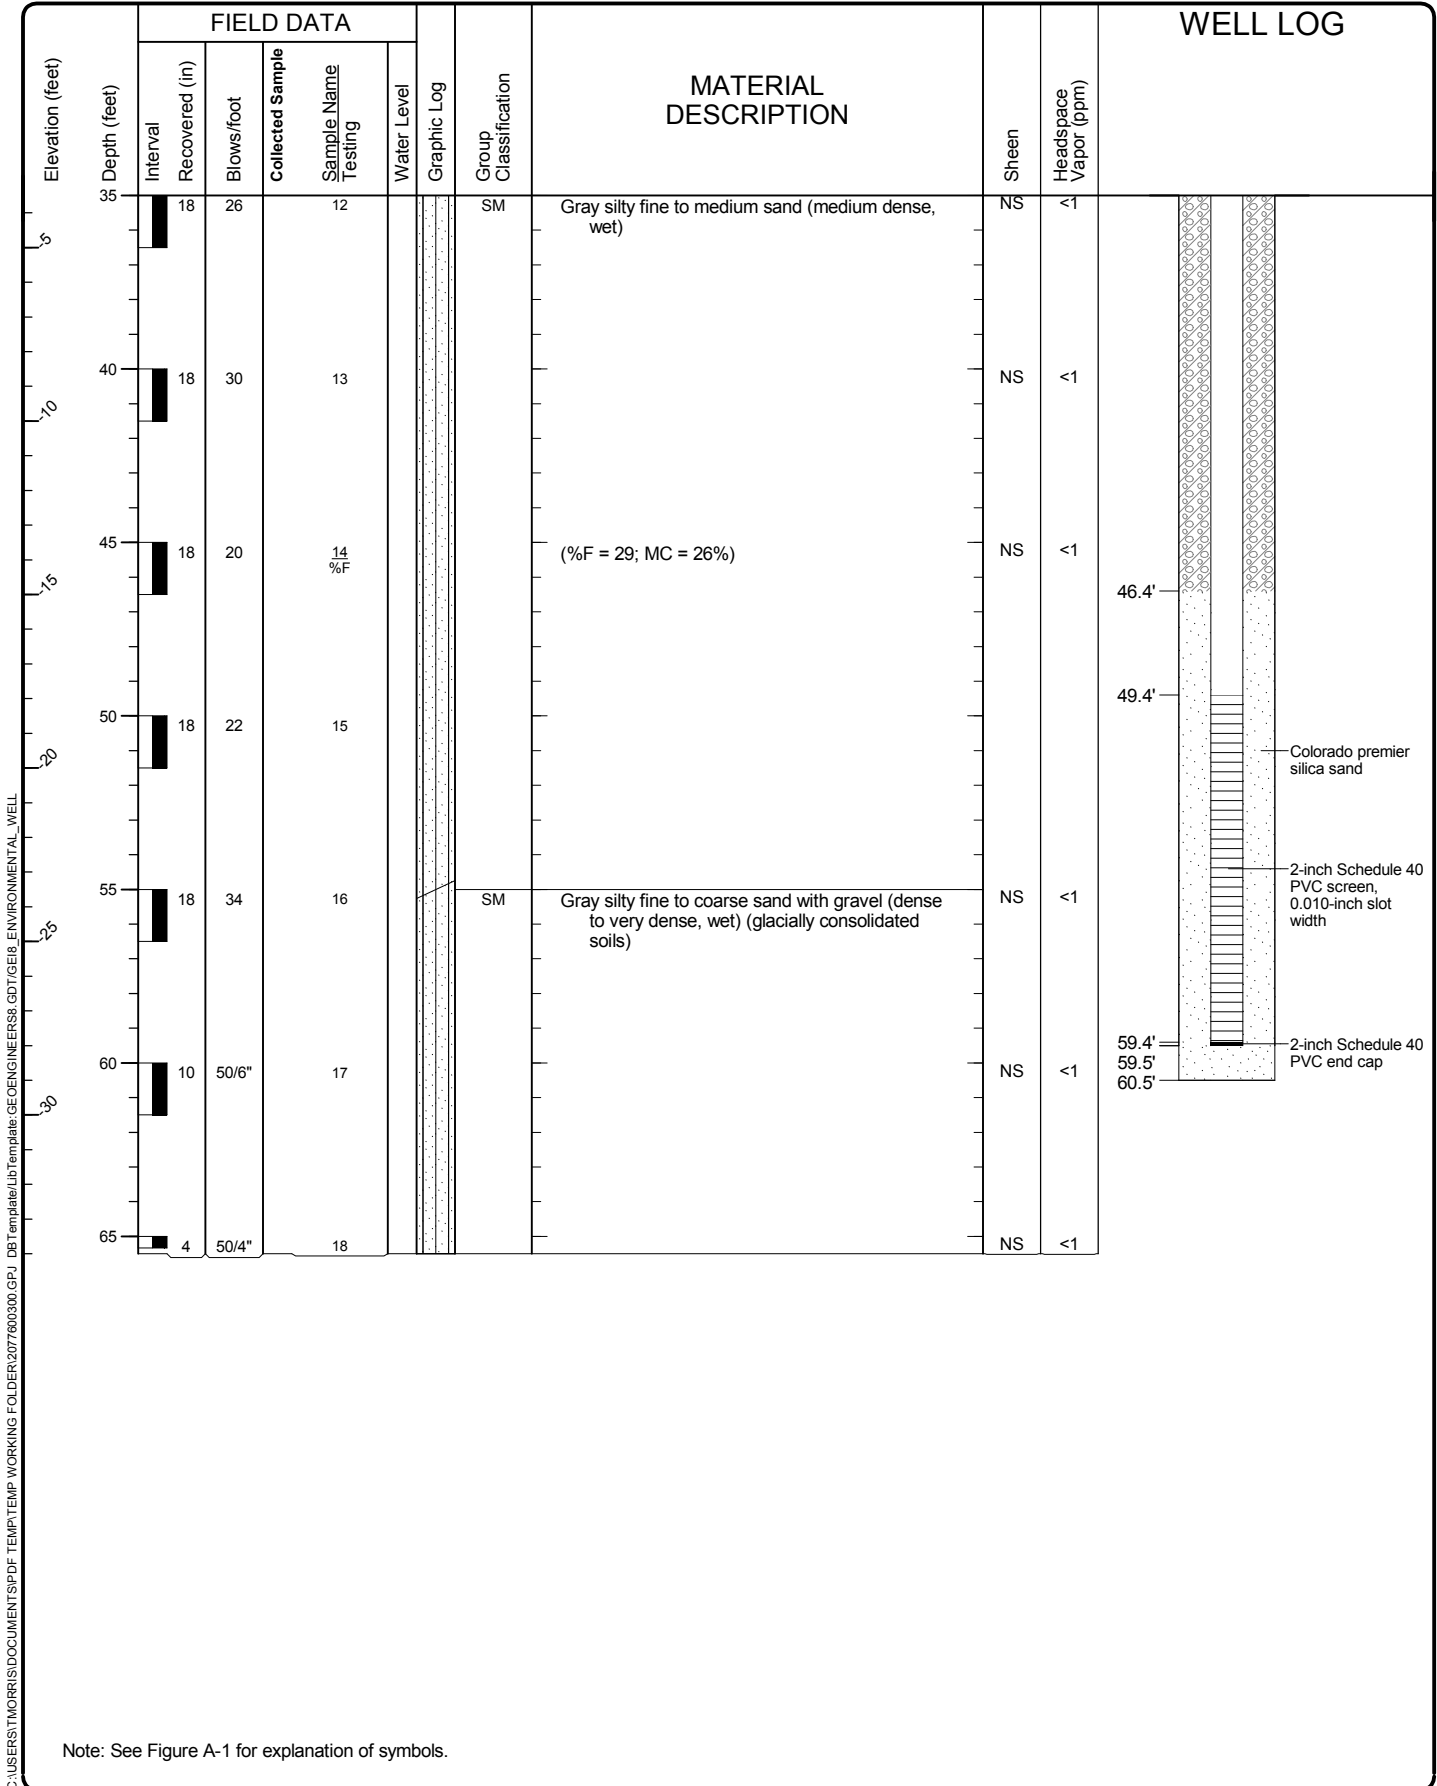 FIELD DATA
WELL LOG
Elevation (feet)
Depth (feet)
Interval
Recovered (in)
Blows/foot
Collected Sample
Sample Name
Testing
Water Level
Graphic Log
Group
Classification
MATERIAL
DESCRIPTION
Sheen
Headspace
Vapor (ppm)
35 18 26 12 SM Gray silty fine to medium sand (medium dense, NS <1
wet)
-5
40 18 30 13 NS <1
-10
45 18 20 14 (%F = 29; MC = 26%) NS <1
%F
-15
46.4'
49.4'
50 18 22 15
-20
Colorado premier
silica sand
2-inch Schedule 40
PVC screen,
0.010-inch slot
width
55 18 34 16 SM Gray silty fine to coarse sand with gravel (dense NS <1
to very dense, wet) (glacially consolidated
soils)
-25
59.4'
2-inch Schedule 40
PVC end cap
59.5'
60.5'
60 10 50/6" 17 NS <1
-30
65 4 50/4" 18 NS <1
Note: See Figure A-1 for explanation of symbols.
C:\USERS\TMORRIS\DOCUMENTS\PDF TEMP\TEMP WORKING FOLDER\2077600300.GPJ DBTemplate/LibTemplate:GEOENGINEERS8.GDT/GEI8_ENVIRONMENTAL_WELL